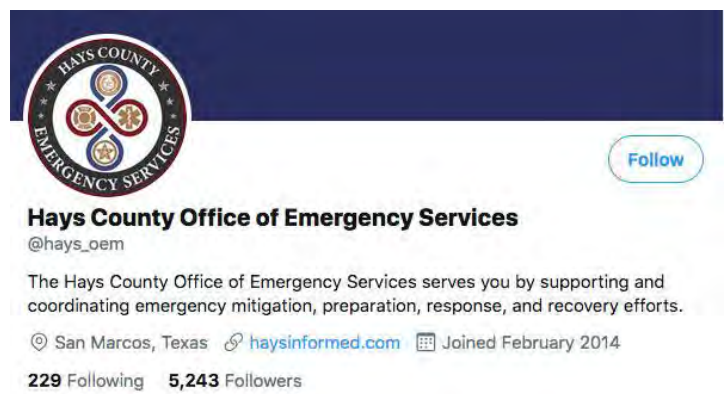 HAYS COUNTY
EMERGENCY SERVICES
Follow
Hays County Office of Emergency Services
@hays_oem
The Hays County Office of Emergency Services serves you by supporting and
coordinating emergency mitigation, preparation, response, and recovery efforts.
San Marcos, Texas haysinformed.com Joined February 2014
229 Following 5,243 Followers